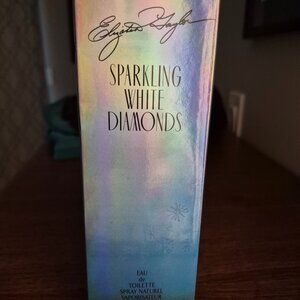 Elizabeth Taylor
SPARKLING
WHITE
DIAMONDS
EAU
de
TOILETTE
SPRAY NATUREL
VAPORISATEUR